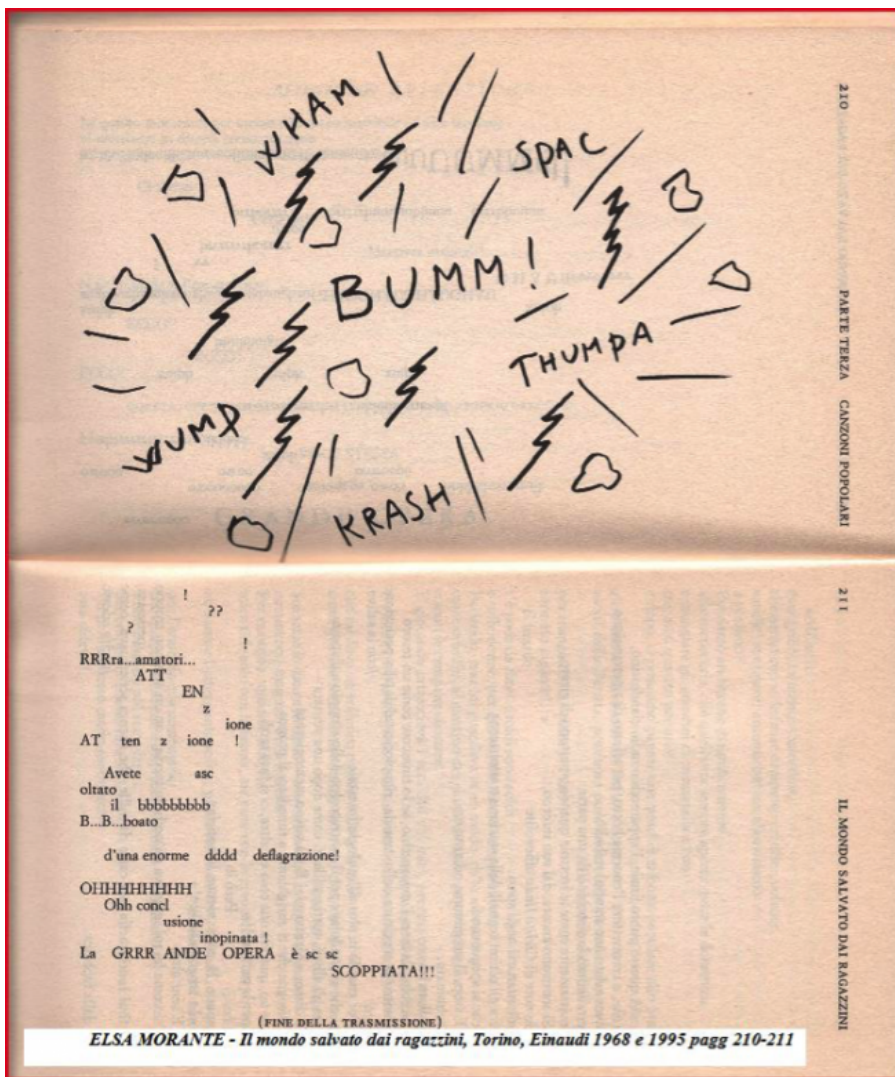 WHAM
SPAC
BUMM!
THUMPA
WUMP
KRASH
210
PARTE TERZA CANZONI POPOLARI
!
??
?
!
RRRra...amatori...
ATT
EN
z
ione
AT ten z ione !
Avete asc
oltato
il bbbbbbbbb
B...B...boato
d'una enorme dddd deflagrazione!
OHHHHHHHHH
Ohh concl
usione
inopinata !
La GRRR ANDE OPERA è sc sc
SCOPPIATA!!!
(FINE DELLA TRASMISSIONE)
211
IL MONDO SALVATO DAI RAGAZZINI
ELSA MORANTE - Il mondo salvato dai ragazzini, Torino, Einaudi 1968 e 1995 pagg 210-211